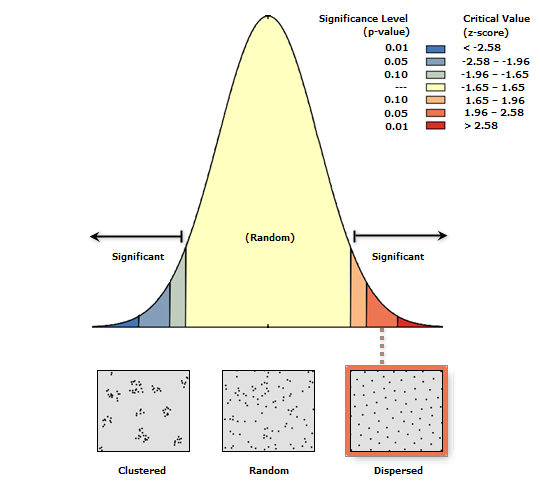 Significance Level Critical Value
(p-value) (z-score)
0.01 < -2.58
0.05 -2.58 – -1.96
0.10 -1.96 – -1.65
--- -1.65 – 1.65
0.10 1.65 – 1.96
0.05 1.96 – 2.58
0.01 > 2.58
(Random)
Significant Significant
Clustered Random Dispersed